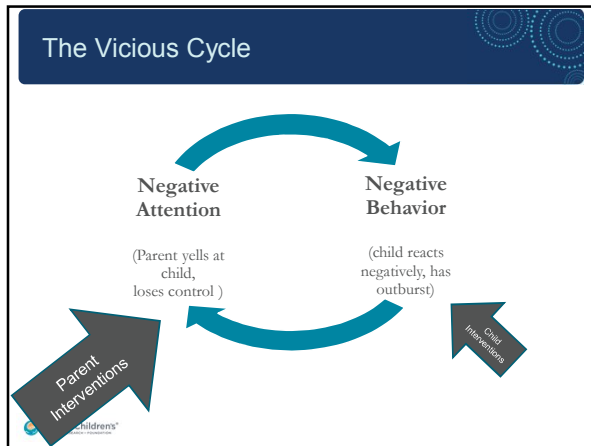 The Vicious Cycle
Negative
Attention
(Parent yells at
child,
loses control )
Negative
Behavior
(child reacts
negatively, has
outburst)
Parent
Interventions
Child
Interventions